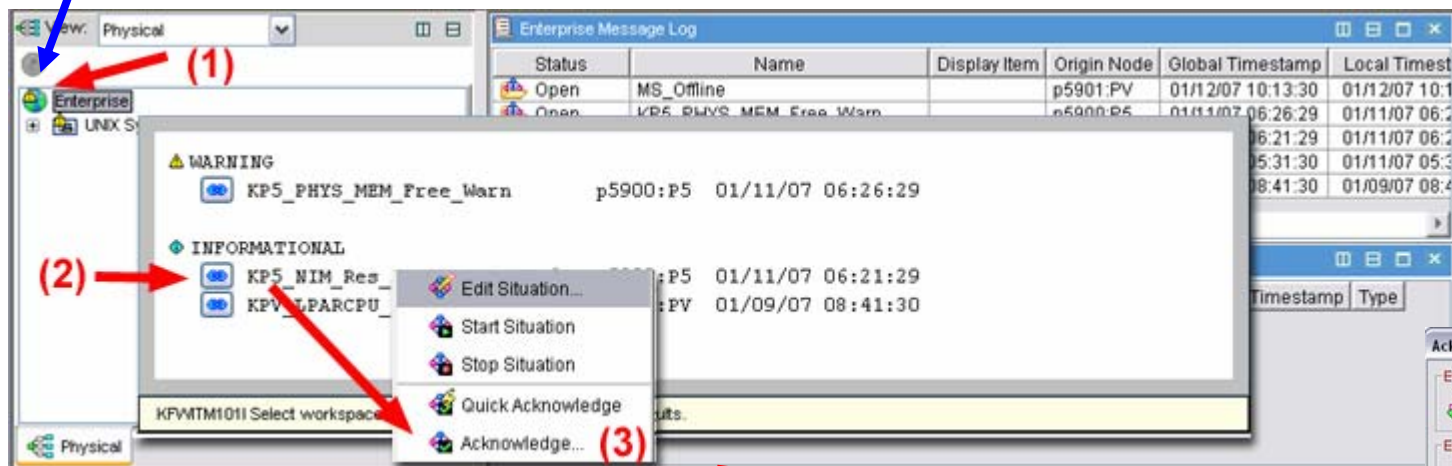 View: Physical
Enterprise Message Log
Status Name Display Item Origin Node Global Timestamp Local Timest
Open MS_Offline p5901:PV 01/12/07 10:13:30 01/12/07 10:1
Open KP5_PHYS_MEM_Free_Warn p5900:P5 01/11/07 06:26:29 01/11/07 06:2
06:21:29 01/11/07 06:2
05:31:30 01/11/07 05:3
08:41:30 01/09/07 08:4
(1)
Enterprise
UNIX Sy
WARNING
KP5_PHYS_MEM_Free_Warn p5900:P5 01/11/07 06:26:29
INFORMATIONAL
(2)
KP5_NIM_Res_ :P5 01/11/07 06:21:29
LPARCPU_ :PV 01/09/07 08:41:30
Edit Situation...
Start Situation
Stop Situation
Quick Acknowledge
Acknowledge...
(3)
Timestamp Type
Ack
KFWITM101I Select workspace ults.
Physical